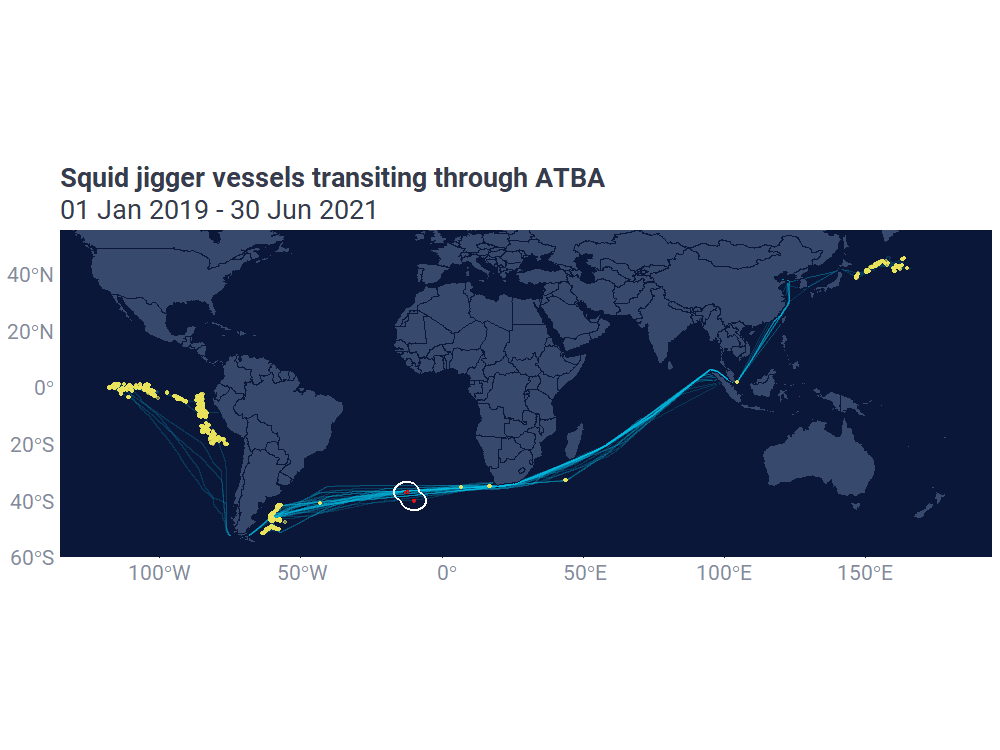 Squid jigger vessels transiting through ATBA
01 Jan 2019 - 30 Jun 2021
40°N
20°N
0°
20°S
40°S
60°S
100°W
50°W
0°
50°E
100°E
150°E